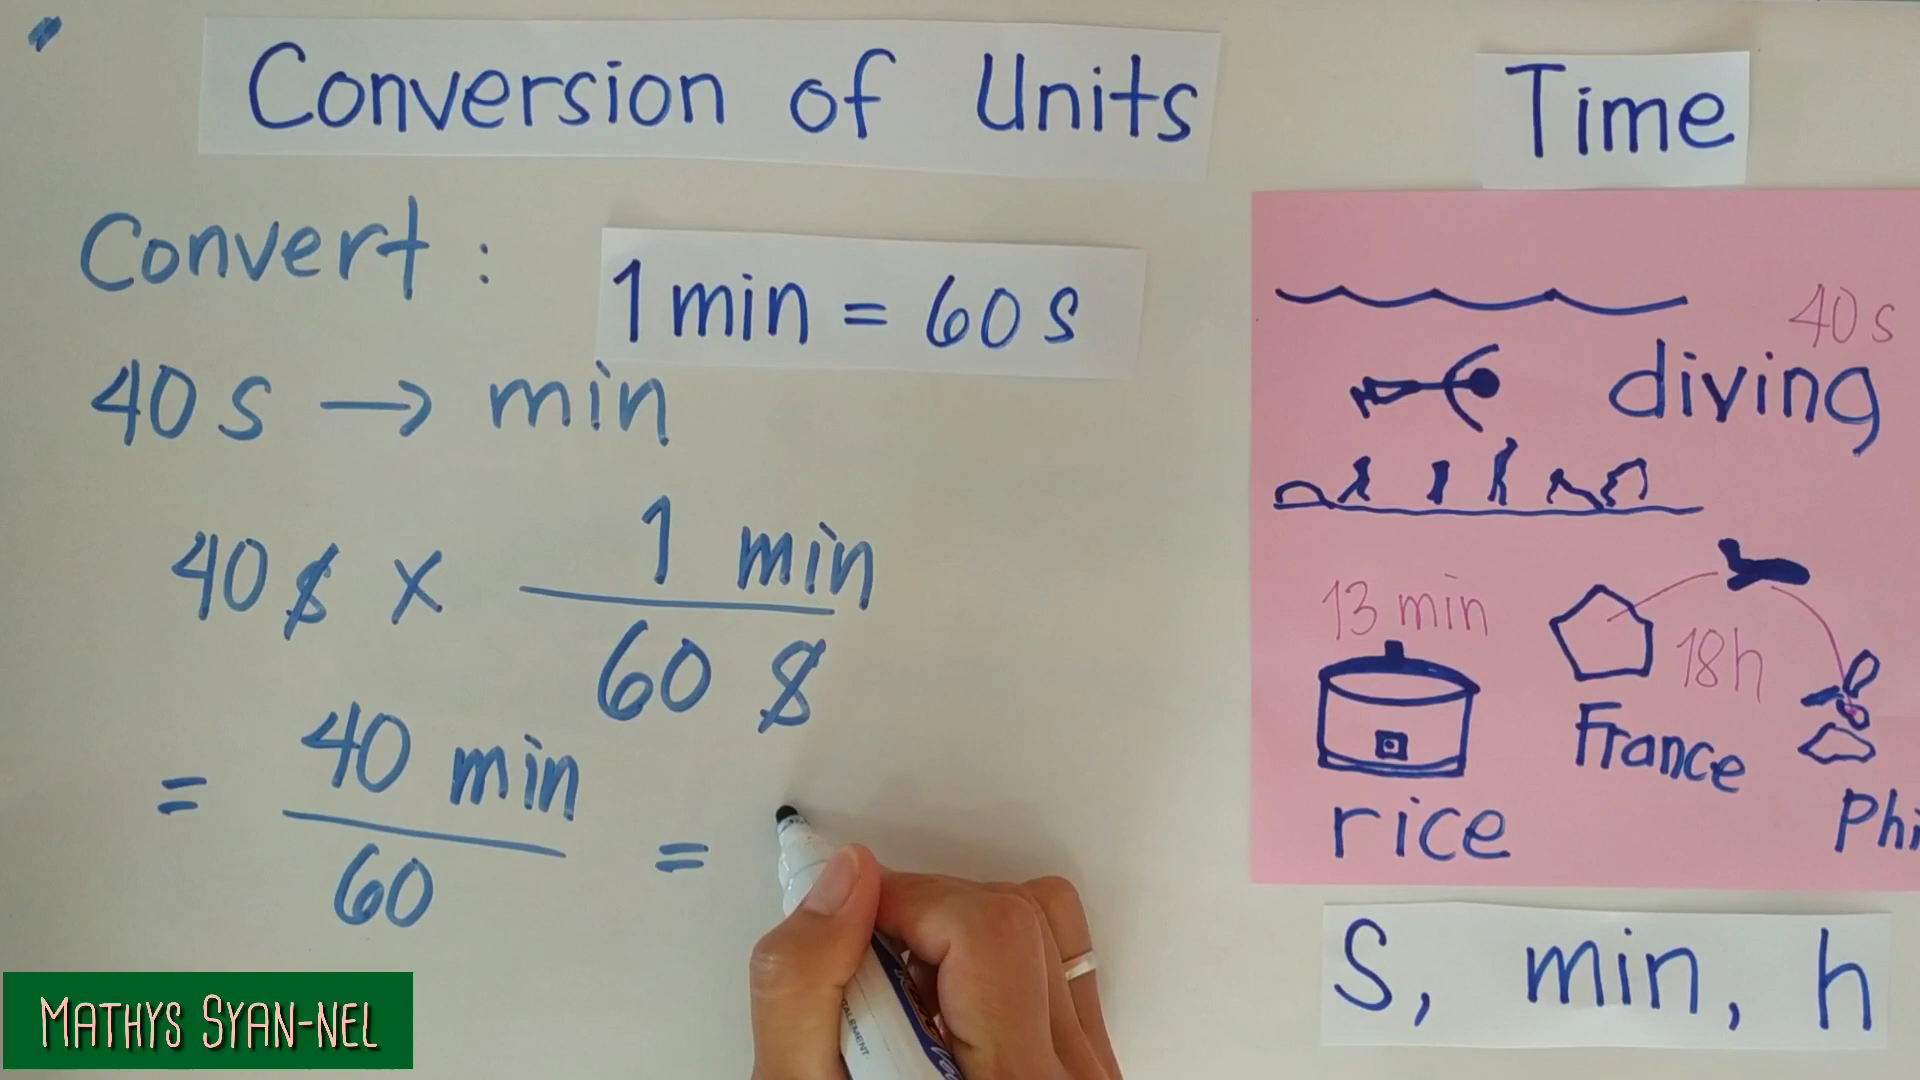 Conversion of Units
Time
Convert :
1 min = 60 s
40 s → min
40 s x 1 min
60 s
= 40 min
60
=
40 s
diving
13 min
rice
18h
France
S, min, h
MATHYS SYAN-NEL